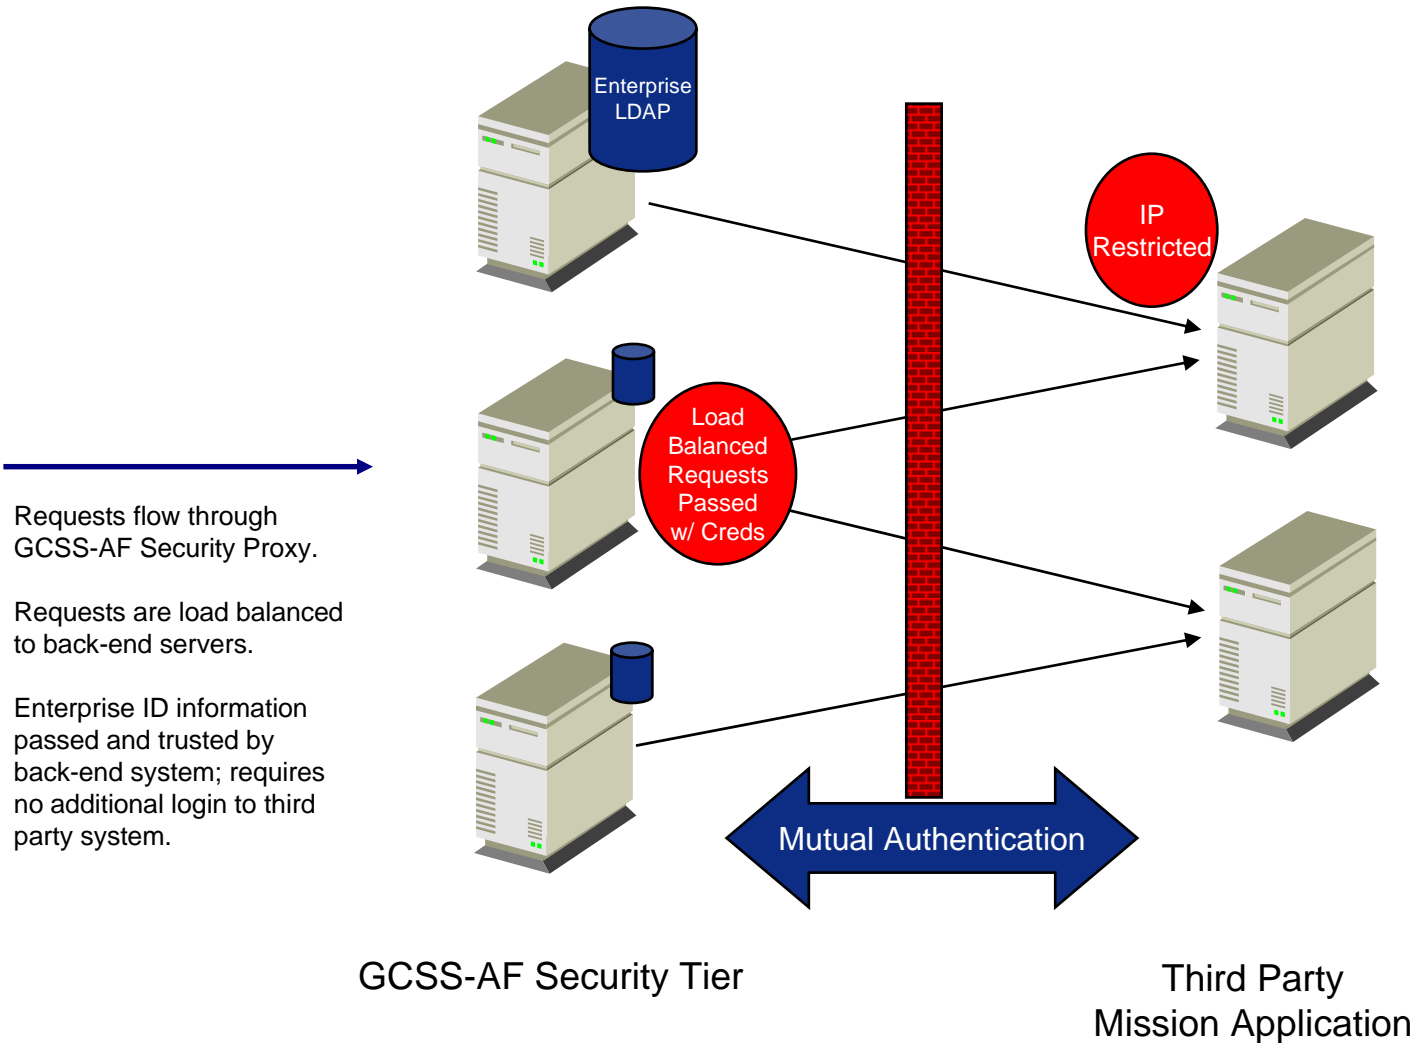 Enterprise
LDAP
IP
Restricted
Load
Balanced
Requests
Passed
w/ Creds
Requests flow through
GCSS-AF Security Proxy.
Requests are load balanced
to back-end servers.
Enterprise ID information
passed and trusted by
back-end system; requires
no additional login to third
party system.
Mutual Authentication
GCSS-AF Security Tier
Third Party
Mission Application